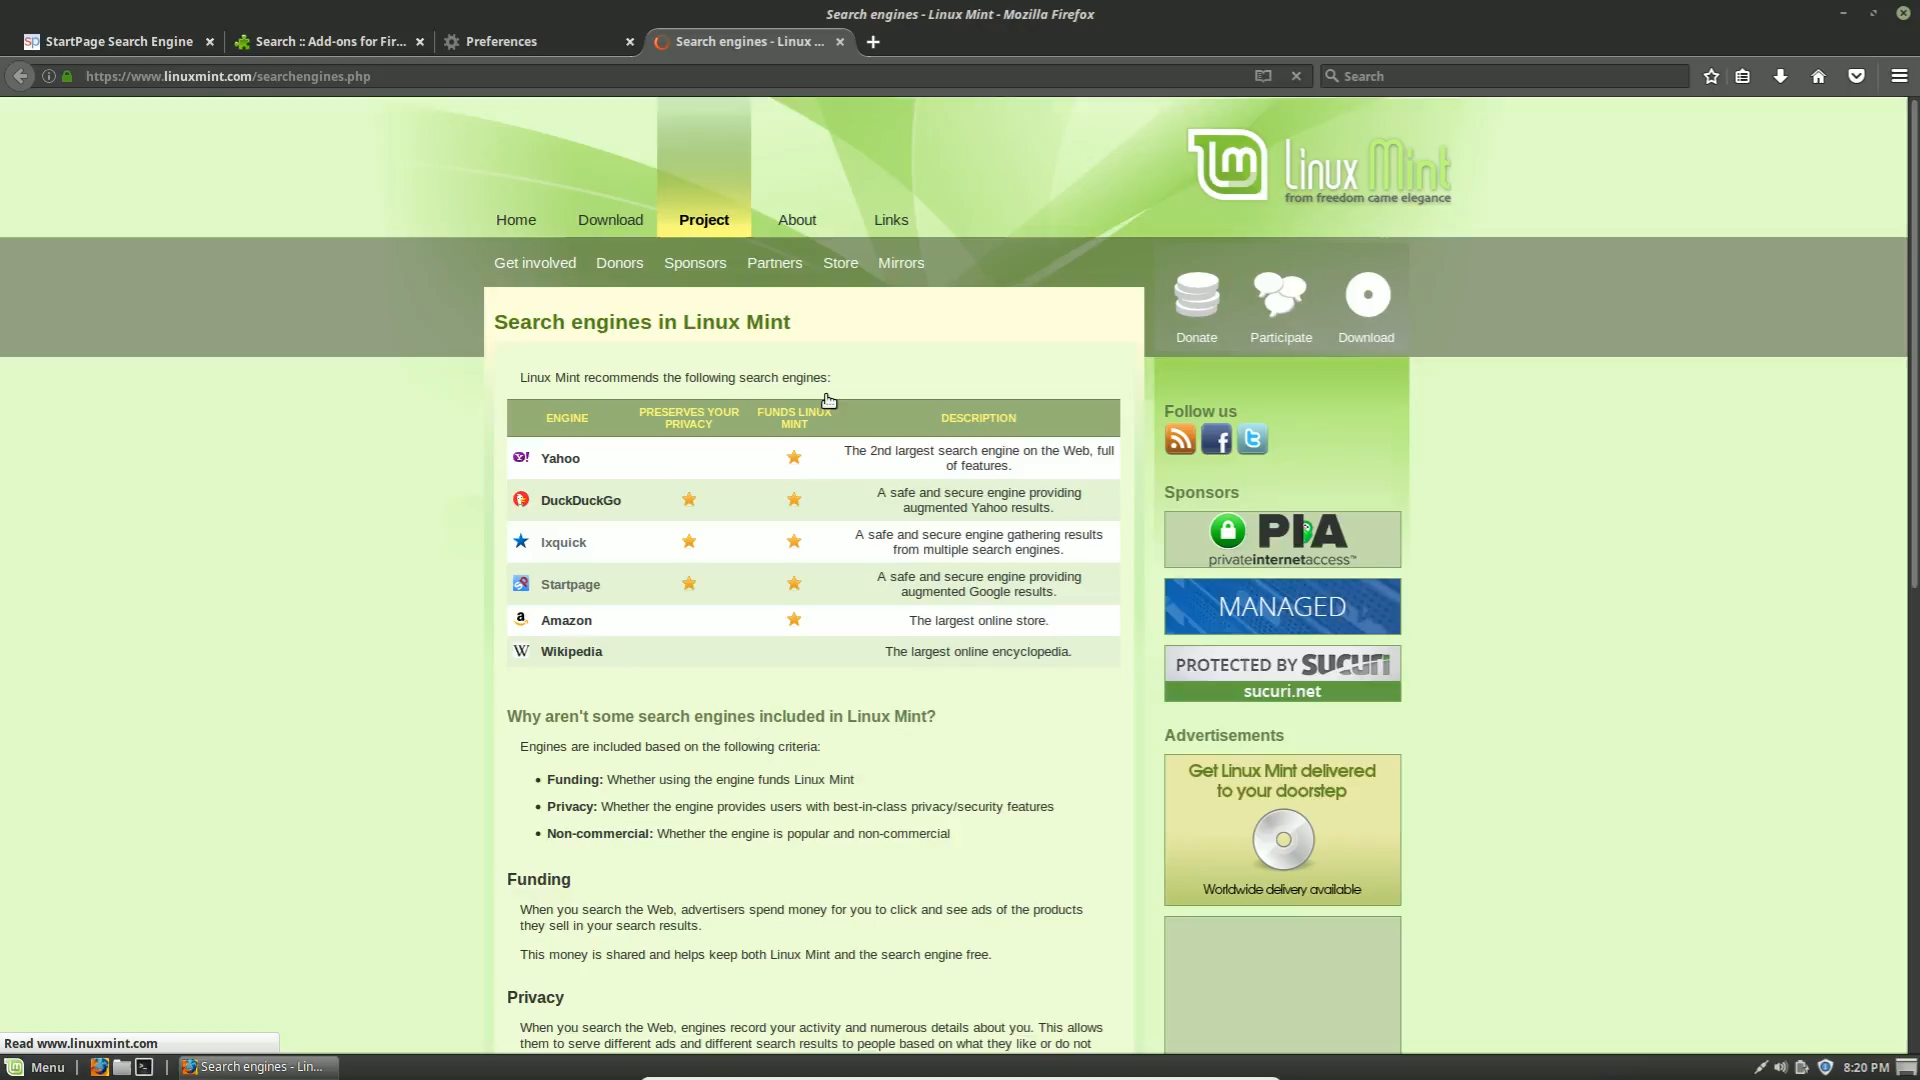 Search engines - Linux Mint - Mozilla Firefox
StartPage Search Engine
Search :: Add-ons for Fir...
Preferences
Search engines - Linux ...
https://www.linuxmint.com/searchengines.php
Search
Linux Mint
from freedom came elegance
Home Download Project About Links
Get involved Donors Sponsors Partners Store Mirrors
Donate Participate Download
Search engines in Linux Mint
Linux Mint recommends the following search engines:
ENGINE
PRESERVES YOUR
PRIVACY
FUNDS LINUX
MINT
DESCRIPTION
Yahoo
The 2nd largest search engine on the Web, full
of features.
DuckDuckGo
A safe and secure engine providing
augmented Yahoo results.
Ixquick
A safe and secure engine gathering results
from multiple search engines.
Startpage
A safe and secure engine providing
augmented Google results.
Amazon
The largest online store.
Wikipedia
The largest online encyclopedia.
Why aren't some search engines included in Linux Mint?
Engines are included based on the following criteria:
• Funding: Whether using the engine funds Linux Mint
• Privacy: Whether the engine provides users with best-in-class privacy/security features
• Non-commercial: Whether the engine is popular and non-commercial
Funding
When you search the Web, advertisers spend money for you to click and see ads of the products
they sell in your search results.
This money is shared and helps keep both Linux Mint and the search engine free.
Privacy
When you search the Web, engines record your activity and numerous details about you. This allows
them to serve different ads and different search results to people based on what they like or do not
Follow us
Sponsors
PIA
privateinternetaccess™
MANAGED
PROTECTED BY SUCURI
sucuri.net
Advertisements
Get Linux Mint delivered
to your doorstep
Worldwide delivery available
Read www.linuxmint.com
Menu
Search engines - Lin...
8:20 PM